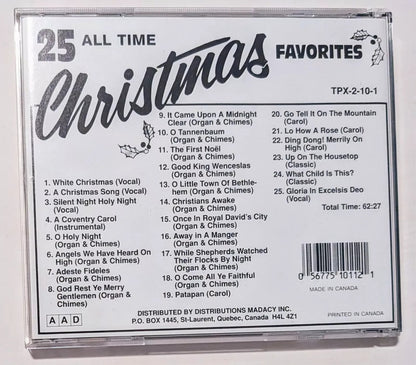 25 ALL TIME
Christmas
FAVORITES
TPX-2-10-1
1. White Christmas (Vocal)
2. A Christmas Song (Vocal)
3. Silent Night Holy Night
(Vocal)
4. A Coventry Carol
(Instrumental)
5. O Holy Night
(Organ & Chimes)
6. Angels We Have Heard On
High (Organ & Chimes)
7. Adeste Fideles
(Organ & Chimes)
8. God Rest Ye Merry
Gentlemen (Organ & Chimes)
9. It Came Upon A Midnight
Clear (Organ & Chimes)
10. O Tannenbaum
(Organ & Chimes)
11. The First Noël
(Organ & Chimes)
12. Good King Wenceslas
(Organ & Chimes)
13. O Little Town Of Bethle-
hem (Organ & Chimes)
14. Christians Awake
(Organ & Chimes)
15. Once In Royal David's City
(Organ & Chimes)
16. Away In A Manger
(Organ & Chimes)
17. While Shepherds Watched
Their Flocks By Night
(Organ & Chimes)
18. O Come All Ye Faithful
(Organ & Chimes)
19. Patapan (Carol)
20. Go Tell It On The Mountain
(Carol)
21. Lo How A Rose (Carol)
22. Ding Dong! Merrily On
High (Carol)
23. Up On The Housetop
(Classic)
24. What Child Is This?
(Classic)
25. Gloria In Excelsis Deo
(Vocal)
Total Time: 62:27
0 56775 10112 1
MADE IN CANADA
A A D
DISTRIBUTED BY DISTRIBUTIONS MADACY INC.
P.O. BOX 1445, St-Laurent, Quebec, Canada H4L 4Z1
PRINTED IN CANADA